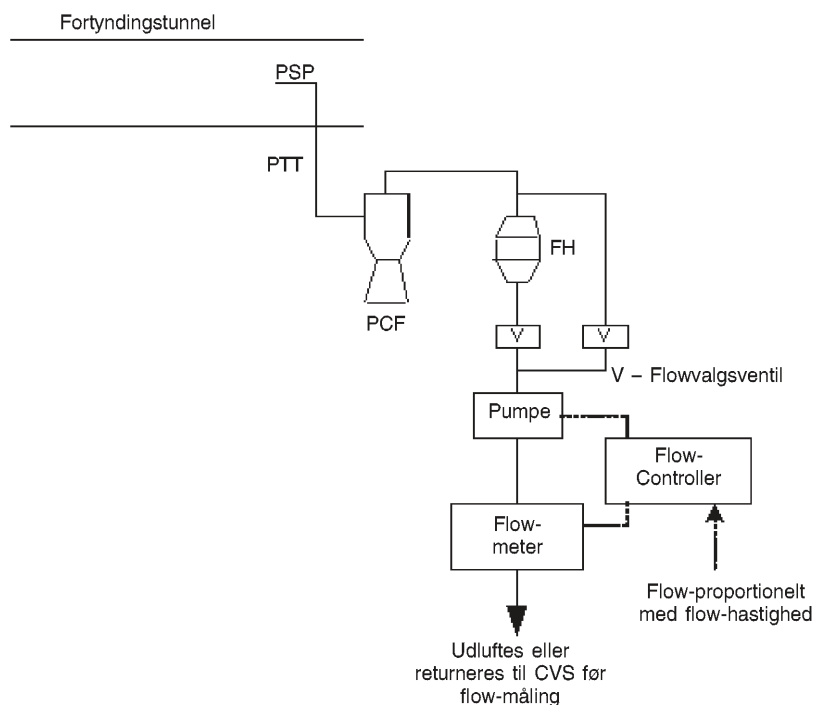 Fortyndingstunnel
PSP
PTT
FH
PCF
V
V
V – Flowvalgsventil
Pumpe
Flow-
Controller
Flow-
meter
Flow-proportionelt
med flow-hastighed
Udluftes eller
returneres til CVS før
flow-måling